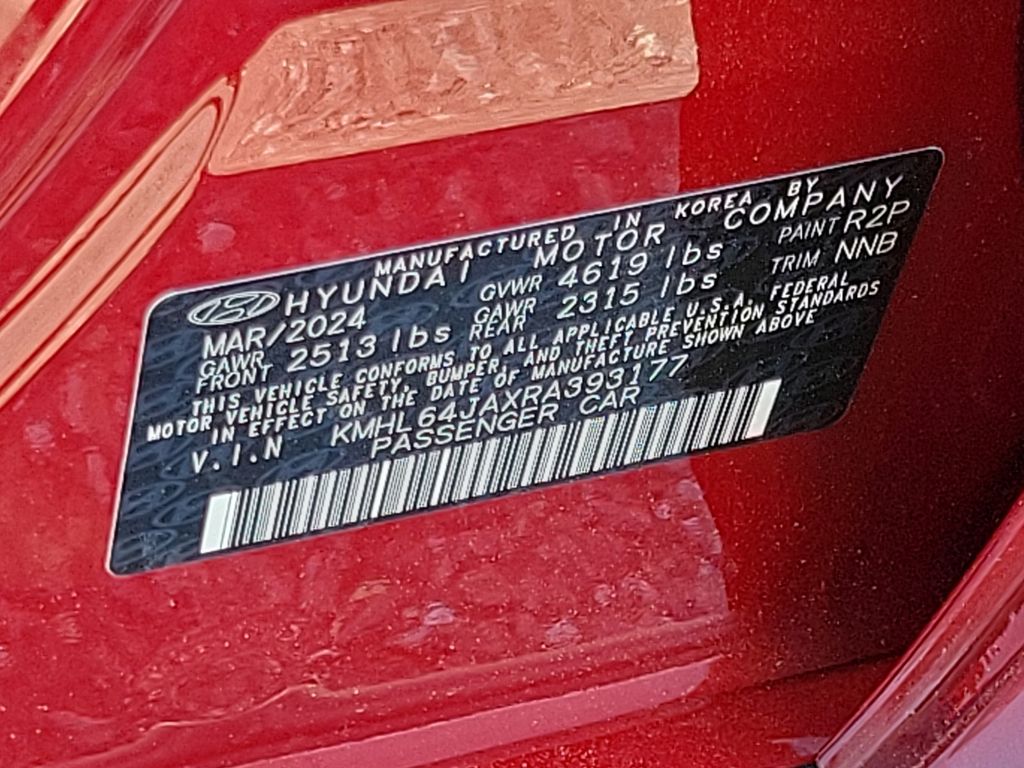 MANUFACTURED IN KOREA BY
HYUNDAI MOTOR COMPANY
MAR/2024 GVWR 4619 lbs PAINT R2P
GAWR FRONT 2513 lbs GAWR REAR 2315 lbs TRIM NNB
THIS VEHICLE CONFORMS TO ALL APPLICABLE U.S.A. FEDERAL
MOTOR VEHICLE SAFETY, BUMPER, AND THEFT PREVENTION STANDARDS
IN EFFECT ON THE DATE OF MANUFACTURE SHOWN ABOVE
V.I.N KMHL64JAXRA393177
PASSENGER CAR